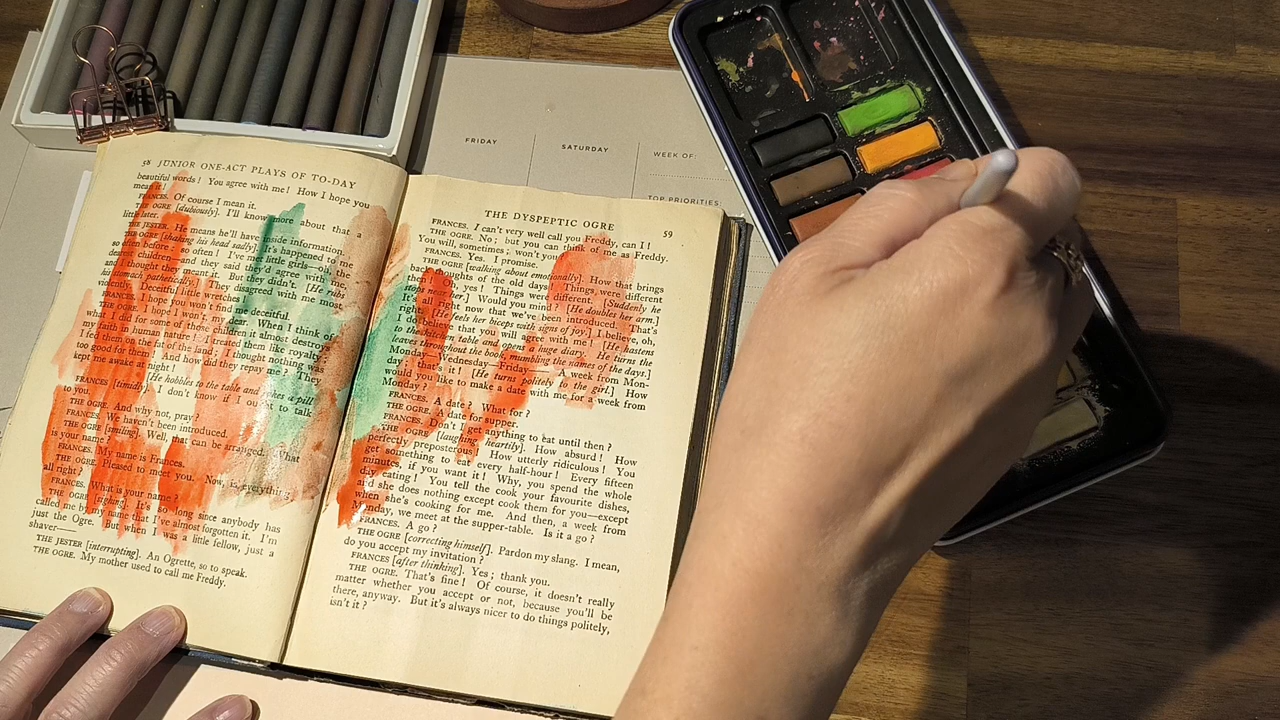 58 JUNIOR ONE-ACT PLAYS OF TO-DAY
beautiful words! You agree with me! How I hope you
mean it!
FRANCES. Of course I mean it.
THE OGRE [dubiously]. I'll know more about that a
little later.
THE JESTER. He means he'll have inside information.
THE OGRE [shaking his head sadly]. It's happened to me
so often before: so often! I've met little girls—oh, the
dearest children—and they said they'd agree with me,
and I thought they meant it. But they didn't. [He rubs
his stomach pathetically.] They disagreed with me most
violently. Deceitful little wretches!
FRANCES. I hope you won't find me deceitful.
THE OGRE. I hope I won't, my dear. When I think of
what I did for some of those children it almost destroys
my faith in human nature! I treated them like royalty.
I fed them on the fat of the land; I thought nothing was
too good for them! And how did they repay me? They
kept me awake at night!
[He hobbles to the table and takes a pill
FRANCES [timidly]. I don't know if I ought to talk
to you.
THE OGRE. And why not, pray?
FRANCES. We haven't been introduced.
THE OGRE [smiling]. Well, that can be arranged. What
is your name?
FRANCES. My name is Frances.
THE OGRE. Pleased to meet you. Now, is everything
all right?
FRANCES. What is your name?
THE OGRE [sighing]. It's so long since anybody has
called me by my name that I've almost forgotten it. I'm
just the Ogre. But when I was a little fellow, just a
shaver——
THE JESTER [interrupting]. An Ogrette, so to speak.
THE OGRE. My mother used to call me Freddy,
THE DYSPEPTIC OGRE 59
FRANCES. I can't very well call you Freddy, can I!
THE OGRE. No; but you can think of me as Freddy.
You will, sometimes; won't you
FRANCES. Yes. I promise.
THE OGRE [walking about emotionally]. How that brings
back thoughts of the old days! Things were different
then! Oh yes! Things were different. [Suddenly he
stops near her.] Would you mind? [He doubles her arm.]
right. [He feels her biceps with signs of joy.] I believe, oh,
It's all right now that we've been introduced. That's
I do believe that you will agree with me! [He hastens
to the table and opens a huge diary. He turns the
leaves throughout the book, mumbling the names of the days.]
Monday—Wednesday—Friday—— A week from Mon-
day! that's it! [He turns politely to the girl.] How
would you like to make a date with me for a week from
Monday?
FRANCES. A date? What for?
THE OGRE. A date for supper.
FRANCES. Don't I get anything to eat until then?
THE OGRE [laughing heartily]. How absurd! How
perfectly preposterous! How utterly ridiculous! You
get something to eat every half-hour! Every fifteen
minutes, if you want it! Why, you spend the whole
day eating! You tell the cook your favourite dishes,
and she does nothing except cook them for you—except
when she's cooking for me. And then, a week from
Monday, we meet at the supper-table. Is it a go?
FRANCES. A go?
THE OGRE [correcting himself]. Pardon my slang. I mean,
do you accept my invitation?
FRANCES [after thinking]. Yes; thank you.
THE OGRE. That's fine! Of course, it doesn't really
matter whether you accept or not, because you'll be
there, anyway. But it's always nicer to do things politely,
isn't it?
FRIDAY
SATURDAY
WEEK OF:
TOP PRIORITIES: